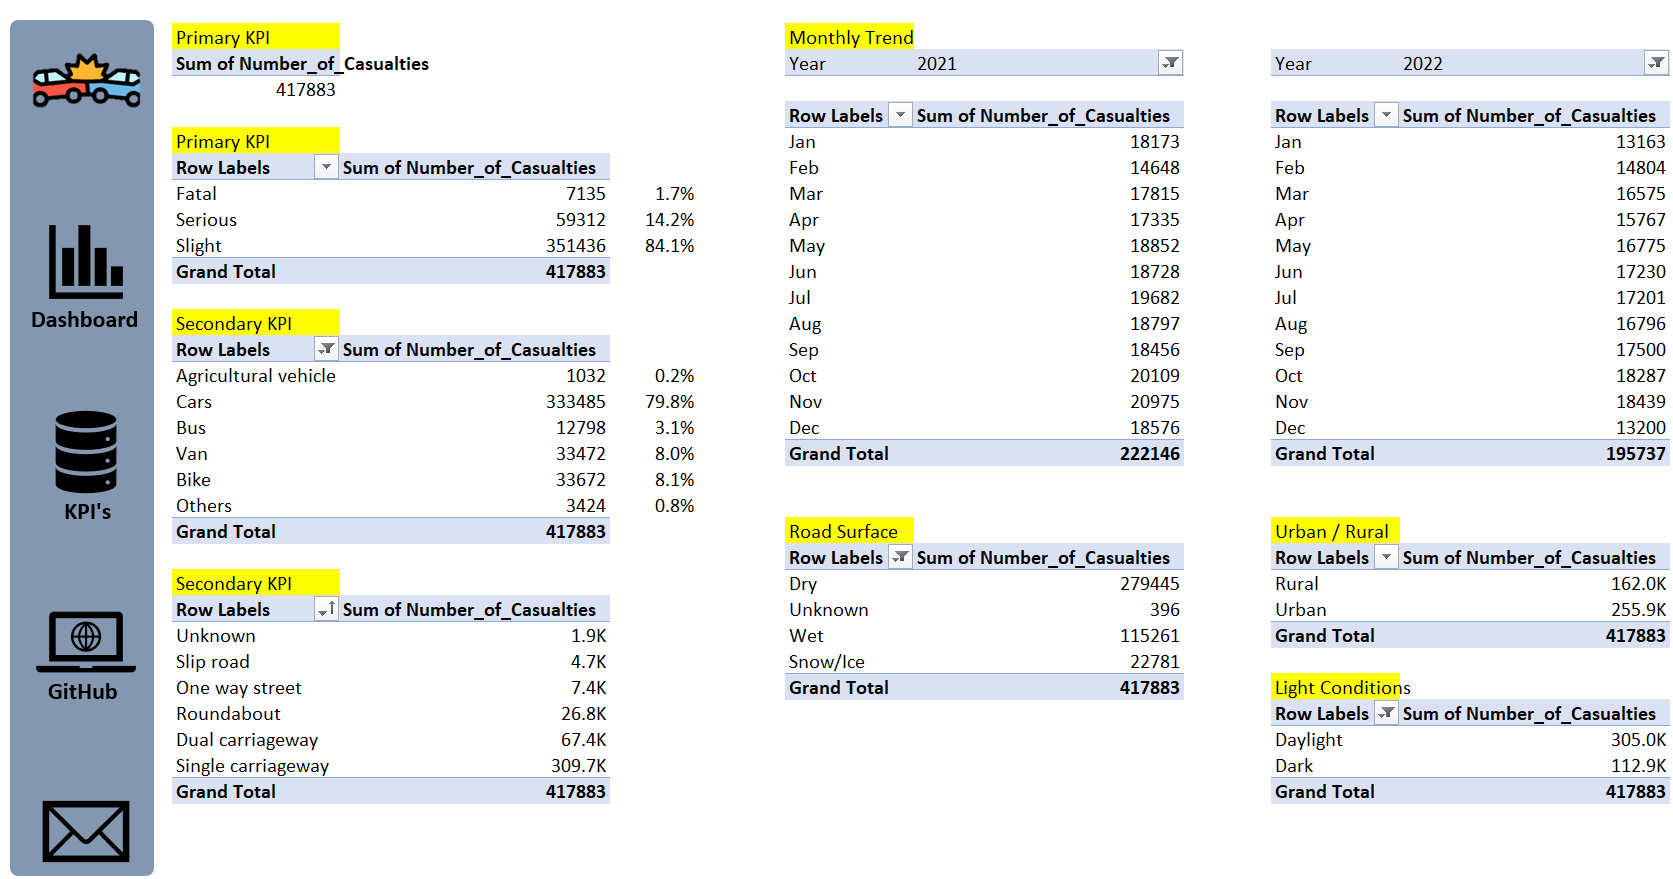 Dashboard
KPI's
GitHub
Primary KPI
Sum of Number_of_Casualties
417883
Primary KPI
Row Labels Sum of Number_of_Casualties
Fatal 7135 1.7%
Serious 59312 14.2%
Slight 351436 84.1%
Grand Total 417883
Secondary KPI
Row Labels Sum of Number_of_Casualties
Agricultural vehicle 1032 0.2%
Cars 333485 79.8%
Bus 12798 3.1%
Van 33472 8.0%
Bike 33672 8.1%
Others 3424 0.8%
Grand Total 417883
Secondary KPI
Row Labels Sum of Number_of_Casualties
Unknown 1.9K
Slip road 4.7K
One way street 7.4K
Roundabout 26.8K
Dual carriageway 67.4K
Single carriageway 309.7K
Grand Total 417883
Monthly Trend
Year 2021
Row Labels Sum of Number_of_Casualties
Jan 18173
Feb 14648
Mar 17815
Apr 17335
May 18852
Jun 18728
Jul 19682
Aug 18797
Sep 18456
Oct 20109
Nov 20975
Dec 18576
Grand Total 222146
Year 2022
Row Labels Sum of Number_of_Casualties
Jan 13163
Feb 14804
Mar 16575
Apr 15767
May 16775
Jun 17230
Jul 17201
Aug 16796
Sep 17500
Oct 18287
Nov 18439
Dec 13200
Grand Total 195737
Road Surface
Row Labels Sum of Number_of_Casualties
Dry 279445
Unknown 396
Wet 115261
Snow/Ice 22781
Grand Total 417883
Urban / Rural
Row Labels Sum of Number_of_Casualties
Rural 162.0K
Urban 255.9K
Grand Total 417883
Light Conditions
Row Labels Sum of Number_of_Casualties
Daylight 305.0K
Dark 112.9K
Grand Total 417883